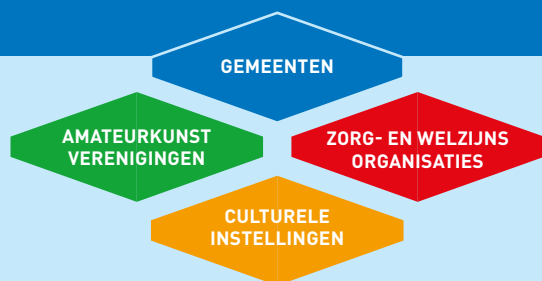 GEMEENTEN
AMATEURKUNST
VERENIGINGEN
ZORG- EN WELZIJNS
ORGANISATIES
CULTURELE
INSTELLINGEN